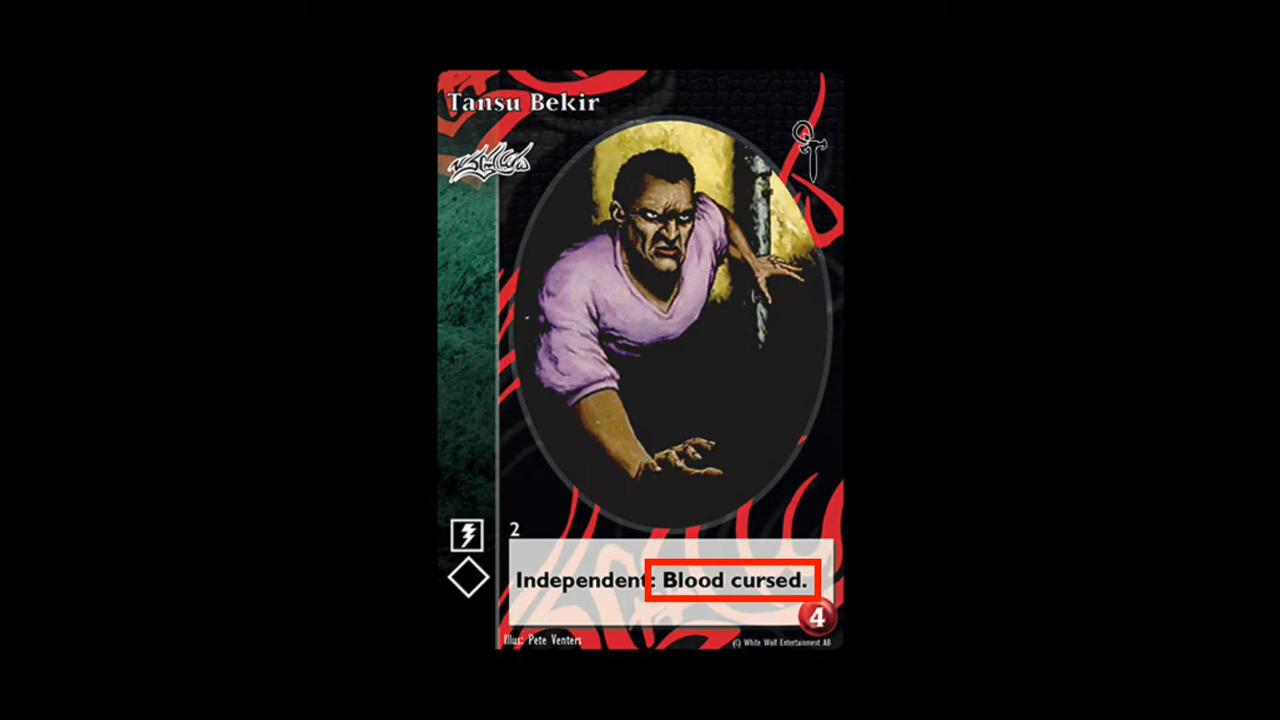 Tansu Bekir
2
Independent: Blood cursed.
4
Illus: Pete Venters
(C) White Wolf Entertainment AB